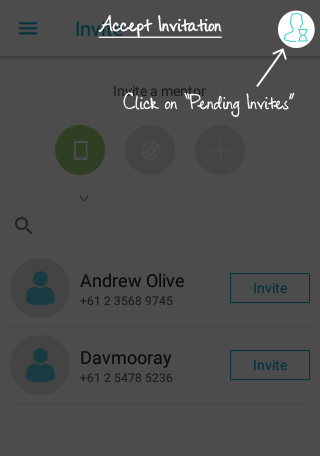 Invite
Accept Invitation
Invite a mentor
Click on "Pending Invites"
@
Andrew Olive
+61 2 3568 9745
Invite
Davmooray
+61 2 5478 5236
Invite